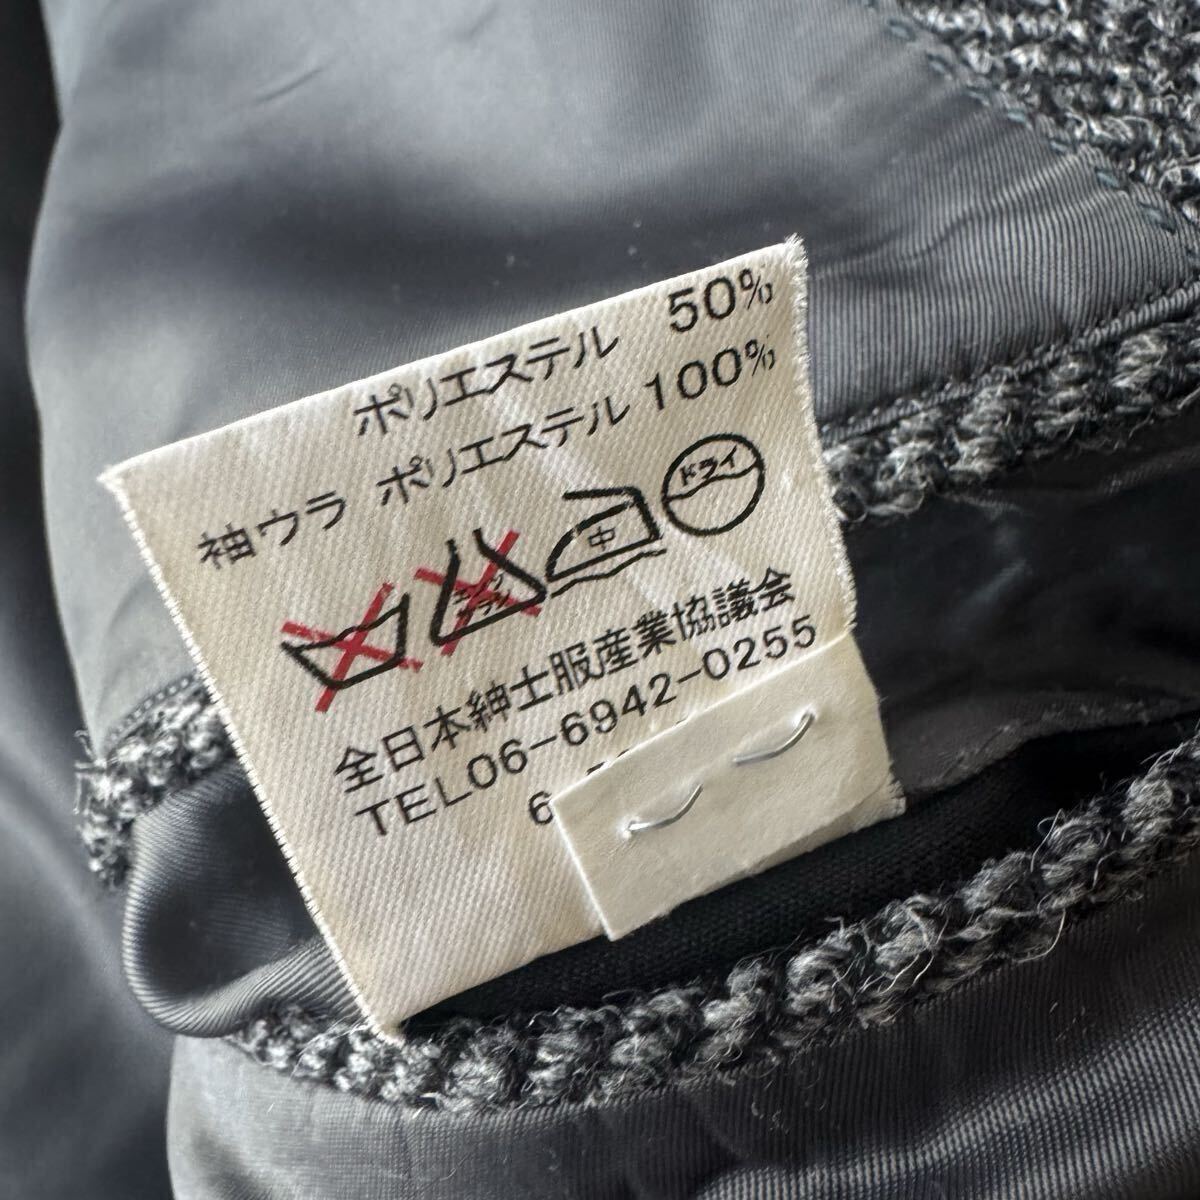 ポリエステル 50%
袖ウラ ポリエステル 100%
中
ドライ
全日本紳士服産業協議会
TEL06-6942-0255
6